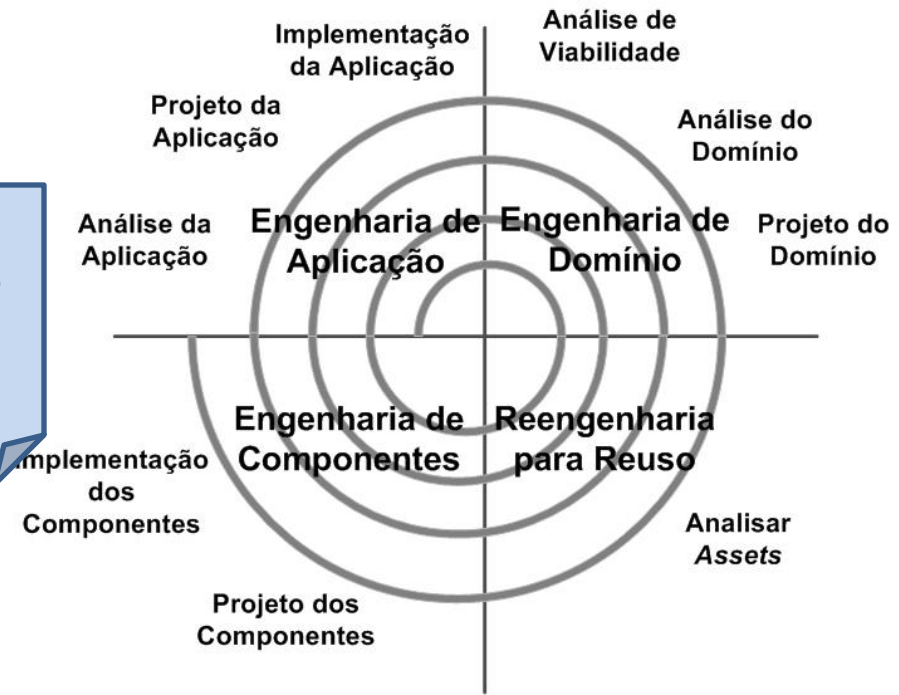 Implementação
da Aplicação
Análise de
Viabilidade
Projeto da
Aplicação
Análise do
Domínio
Análise da
Aplicação
Engenharia de
Aplicação
Engenharia de
Domínio
Projeto do
Domínio
Engenharia de
Componentes
Reengenharia
para Reuso
Implementação
dos
Componentes
Analisar
Assets
Projeto dos
Componentes